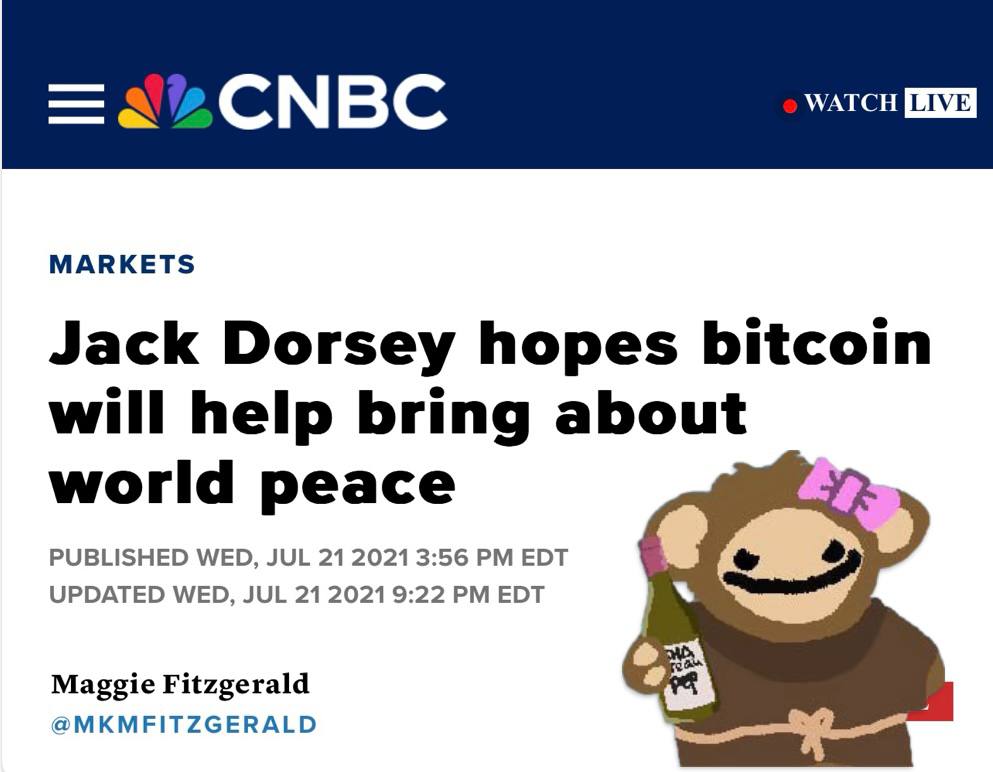 CNBC
WATCH LIVE
MARKETS
Jack Dorsey hopes bitcoin
will help bring about
world peace
PUBLISHED WED, JUL 21 2021 3:56 PM EDT
UPDATED WED, JUL 21 2021 9:22 PM EDT
Maggie Fitzgerald
@MKMFITZGERALD
PEP